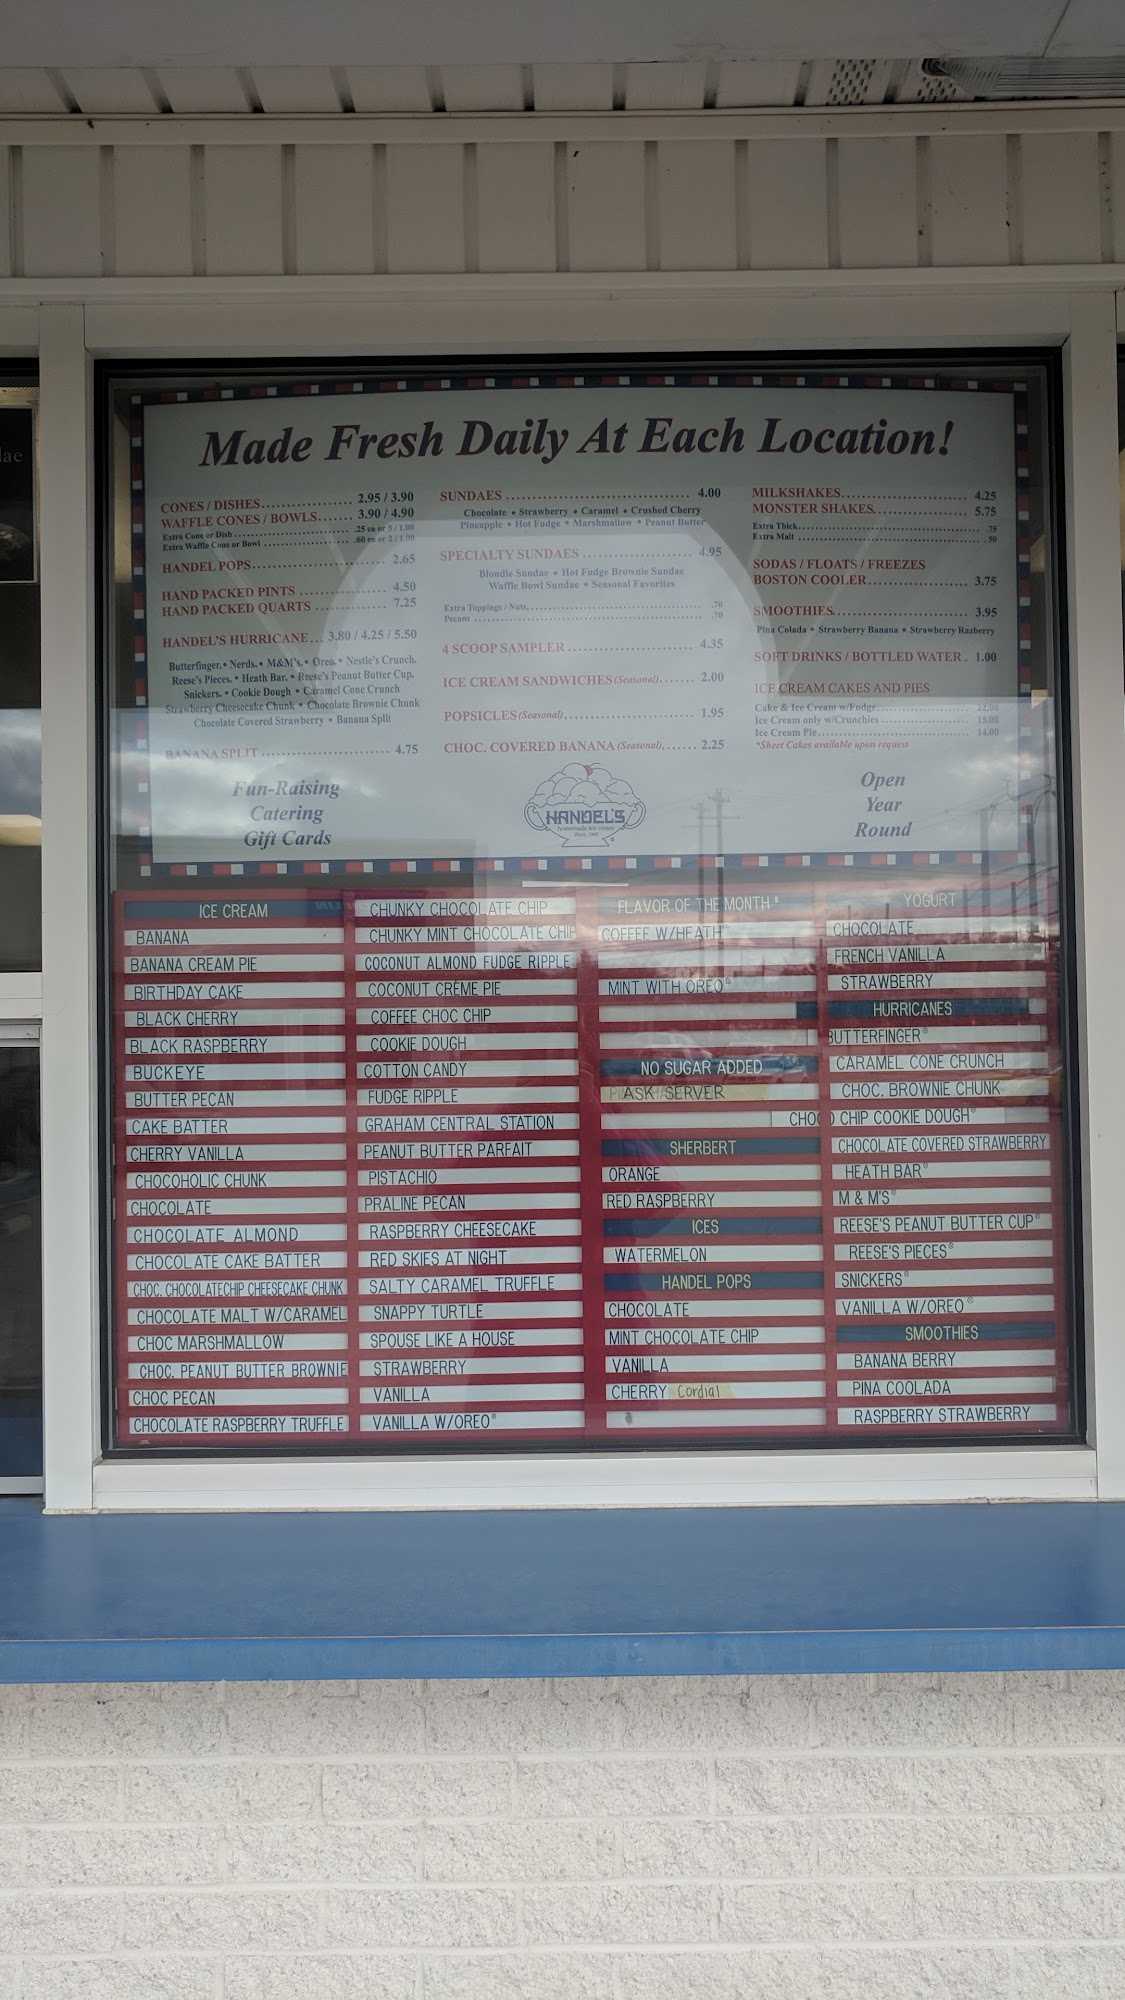 Made Fresh Daily At Each Location!
CONES / DISHES 2.95 / 3.90
WAFFLE CONES / BOWLS 3.90 / 4.90
Extra Cone or Dish .25 ea or 5 / 1.00
Extra Waffle Cone or Bowl .60 ea or 2 / 1.00
HANDEL POPS 2.65
HAND PACKED PINTS 4.50
HAND PACKED QUARTS 7.25
HANDEL'S HURRICANE... 3.80 / 4.25 / 5.50
Butterfinger. • Nerds. • M&M's. • Oreo. • Nestle's Crunch.
Reese's Pieces. • Heath Bar. • Reese's Peanut Butter Cup.
Snickers. • Cookie Dough • Caramel Cone Crunch
Strawberry Cheesecake Chunk • Chocolate Brownie Chunk
Chocolate Covered Strawberry • Banana Split
BANANA SPLIT 4.75
Fun-Raising
Catering
Gift Cards
SUNDAES 4.00
Chocolate • Strawberry • Caramel • Crushed Cherry
Pineapple • Hot Fudge • Marshmallow • Peanut Butter
SPECIALTY SUNDAES 4.95
Blondie Sundae • Hot Fudge Brownie Sundae
Waffle Bowl Sundae • Seasonal Favorites
Extra Toppings / Nuts .70
Pecans .70
4 SCOOP SAMPLER 4.35
ICE CREAM SANDWICHES (Seasonal) 2.00
POPSICLES (Seasonal) 1.95
CHOC. COVERED BANANA (Seasonal) 2.25
HANDEL'S
homemade ice cream
MILKSHAKES 4.25
MONSTER SHAKES 5.75
Extra Thick .75
Extra Malt .50
SODAS / FLOATS / FREEZES
BOSTON COOLER 3.75
SMOOTHIES 3.95
Pina Colada • Strawberry Banana • Strawberry Razberry
SOFT DRINKS / BOTTLED WATER . 1.00
ICE CREAM CAKES AND PIES
Cake & Ice Cream w/Fudge 22.00
Ice Cream only w/Crunchies 15.00
Ice Cream Pie 14.00
*Sheet Cakes available upon request
Open
Year
Round
ICE CREAM
BANANA
BANANA CREAM PIE
BIRTHDAY CAKE
BLACK CHERRY
BLACK RASPBERRY
BUCKEYE
BUTTER PECAN
CAKE BATTER
CHERRY VANILLA
CHOCOHOLIC CHUNK
CHOCOLATE
CHOCOLATE ALMOND
CHOCOLATE CAKE BATTER
CHOC. CHOCOLATECHIP CHEESECAKE CHUNK
CHOCOLATE MALT W/CARAMEL
CHOC MARSHMALLOW
CHOC. PEANUT BUTTER BROWNIE
CHOC PECAN
CHOCOLATE RASPBERRY TRUFFLE
CHUNKY CHOCOLATE CHIP
CHUNKY MINT CHOCOLATE CHIP
COCONUT ALMOND FUDGE RIPPLE
COCONUT CRÈME PIE
COFFEE CHOC CHIP
COOKIE DOUGH
COTTON CANDY
FUDGE RIPPLE
GRAHAM CENTRAL STATION
PEANUT BUTTER PARFAIT
PISTACHIO
PRALINE PECAN
RASPBERRY CHEESECAKE
RED SKIES AT NIGHT
SALTY CARAMEL TRUFFLE
SNAPPY TURTLE
SPOUSE LIKE A HOUSE
STRAWBERRY
VANILLA
VANILLA W/OREO®
FLAVOR OF THE MONTH
COFFEE W/HEATH
MINT WITH OREO®
NO SUGAR ADDED
ASK SERVER
SHERBERT
ORANGE
RED RASPBERRY
ICES
WATERMELON
HANDEL POPS
CHOCOLATE
MINT CHOCOLATE CHIP
VANILLA
CHERRY Cordial
YOGURT
CHOCOLATE
FRENCH VANILLA
STRAWBERRY
HURRICANES
BUTTERFINGER®
CARAMEL CONE CRUNCH
CHOC. BROWNIE CHUNK
CHOCO CHIP COOKIE DOUGH®
CHOCOLATE COVERED STRAWBERRY
HEATH BAR®
M & M'S®
REESE'S PEANUT BUTTER CUP®
REESE'S PIECES®
SNICKERS®
VANILLA W/OREO®
SMOOTHIES
BANANA BERRY
PINA COOLADA
RASPBERRY STRAWBERRY